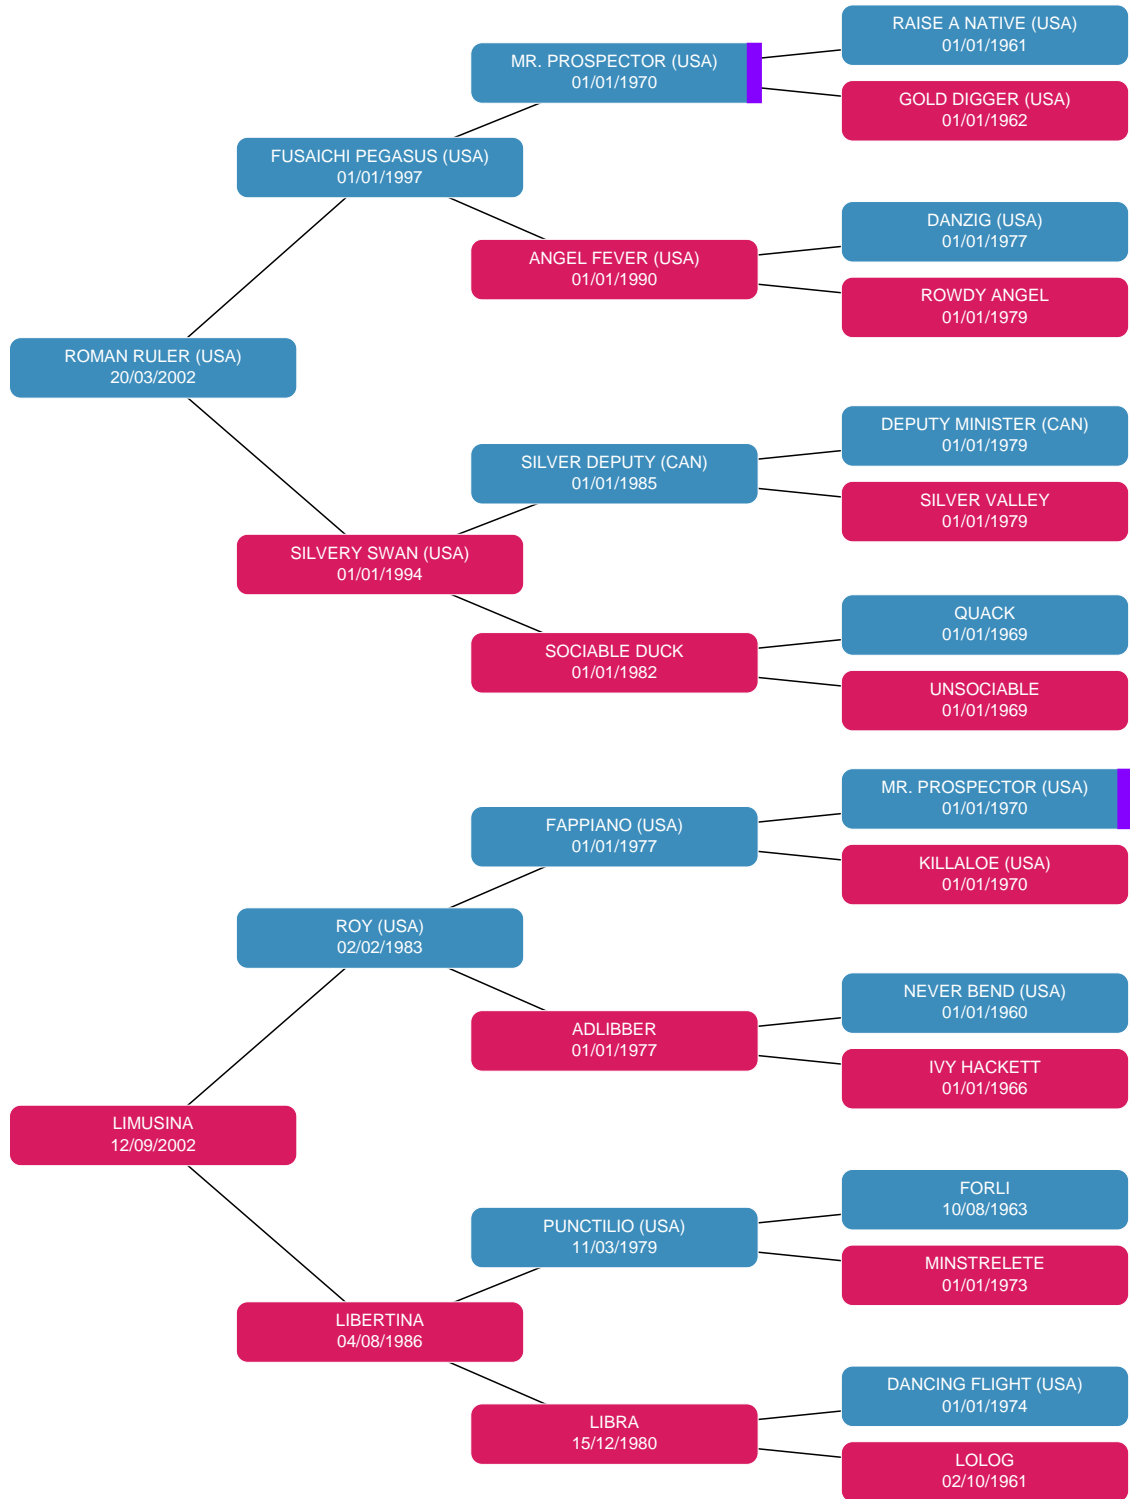 RAISE A NATIVE (USA)
01/01/1961
MR. PROSPECTOR (USA)
01/01/1970
GOLD DIGGER (USA)
01/01/1962
FUSAICHI PEGASUS (USA)
01/01/1997
DANZIG (USA)
01/01/1977
ANGEL FEVER (USA)
01/01/1990
ROWDY ANGEL
01/01/1979
ROMAN RULER (USA)
20/03/2002
DEPUTY MINISTER (CAN)
01/01/1979
SILVER DEPUTY (CAN)
01/01/1985
SILVER VALLEY
01/01/1979
SILVERY SWAN (USA)
01/01/1994
QUACK
01/01/1969
SOCIABLE DUCK
01/01/1982
UNSOCIABLE
01/01/1969
MR. PROSPECTOR (USA)
01/01/1970
FAPPIANO (USA)
01/01/1977
KILLALOE (USA)
01/01/1970
ROY (USA)
02/02/1983
NEVER BEND (USA)
01/01/1960
ADLIBBER
01/01/1977
IVY HACKETT
01/01/1966
LIMUSINA
12/09/2002
FORLI
10/08/1963
PUNCTILIO (USA)
11/03/1979
MINSTRELETE
01/01/1973
LIBERTINA
04/08/1986
DANCING FLIGHT (USA)
01/01/1974
LIBRA
15/12/1980
LOLOG
02/10/1961